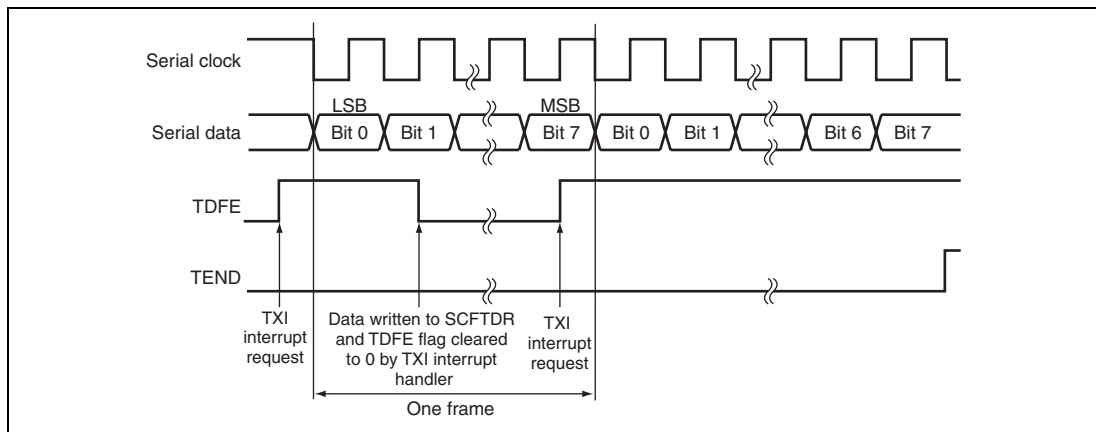 Serial clock
LSB
MSB
Serial data
Bit 0
Bit 1
Bit 7
Bit 0
Bit 1
Bit 6
Bit 7
TDFE
TEND
TXI
interrupt
request
Data written to SCFTDR
and TDFE flag cleared
to 0 by TXI interrupt
handler
TXI
interrupt
request
One frame